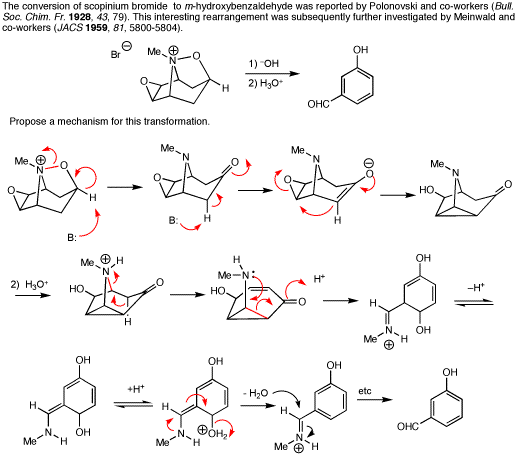 The conversion of scopinium bromide to m-hydroxybenzaldehyde was reported by Polonovski and co-workers (Bull.
Soc. Chim. Fr. 1928, 43, 79). This interesting rearrangement was subsequently further investigated by Meinwald and
co-workers (JACS 1959, 81, 5800-5804).
Br⊖ Me N⊕ O H O 1) ⁻OH 2) H₃O⁺ OH OHC
Propose a mechanism for this transformation.
Me N⊕ O H O B: Me N O O B: H Me N O O⊖ H Me N HO O
2) H₃O⁺ Me N⊕ H HO O H Me N: H HO O H⁺ OH H N⊕ Me H OH –H⁺
OH H N Me H OH +H⁺ OH H N Me H ⊕OH₂ - H₂O OH H N⊕ Me H etc OH OHC